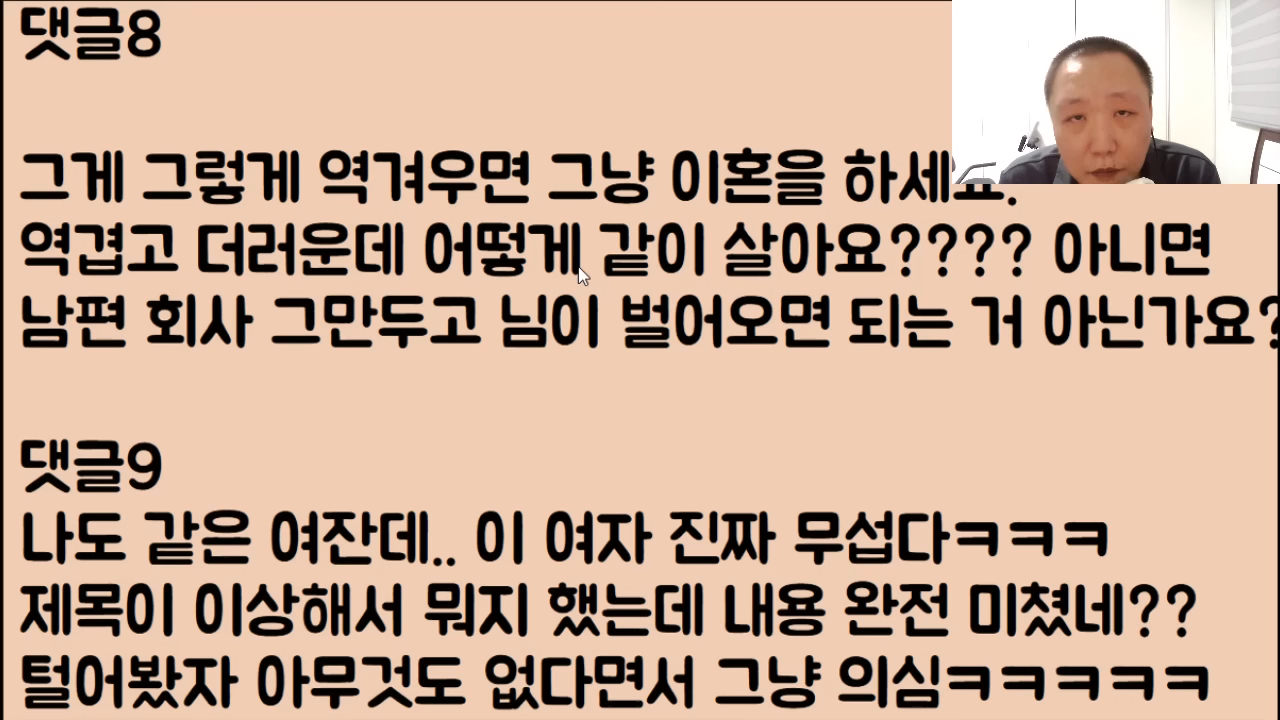 댓글8
그게 그렇게 역겨우면 그냥 이혼을 하세요.
역겹고 더러운데 어떻게 같이 살아요???? 아니면
남편 회사 그만두고 님이 벌어오면 되는 거 아닌가요?
댓글9
나도 같은 여잔데.. 이 여자 진짜 무섭다ㅋㅋㅋ
제목이 이상해서 뭐지 했는데 내용 완전 미쳤네??
털어봤자 아무것도 없다면서 그냥 의심ㅋㅋㅋㅋㅋ